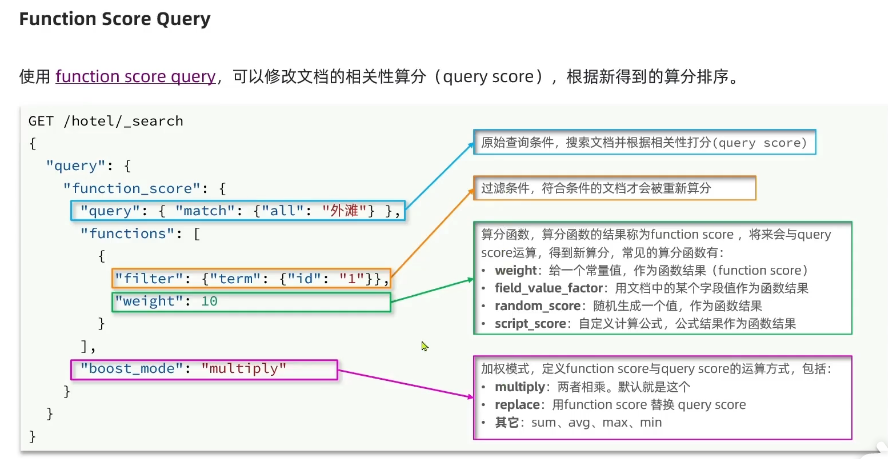 Function Score Query
使用 function score query，可以修改文档的相关性算分（query score），根据新得到的算分排序。
GET /hotel/_search
{
"query": {
"function_score": {
"query": { "match": {"all": "外滩"} },
"functions": [
{
"filter": {"term": {"id": "1"}},
"weight": 10
}
],
"boost_mode": "multiply"
}
}
}
原始查询条件，搜索文档并根据相关性打分(query score)
过滤条件，符合条件的文档才会被重新算分
算分函数，算分函数的结果称为function score ，将来会与query
score运算，得到新算分，常见的算分函数有：
• weight：给一个常量值，作为函数结果（function score）
• field_value_factor：用文档中的某个字段值作为函数结果
• random_score：随机生成一个值，作为函数结果
• script_score：自定义计算公式，公式结果作为函数结果
加权模式，定义function score与query score的运算方式，包括：
• multiply：两者相乘。默认就是这个
• replace：用function score 替换 query score
• 其它：sum、avg、max、min